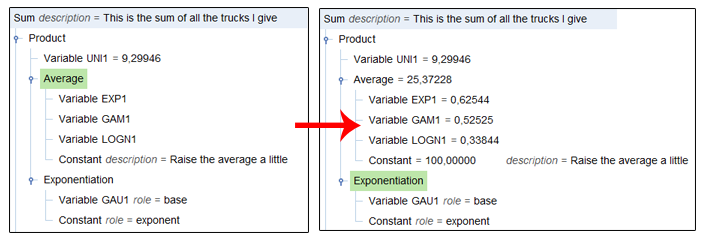 Sum description = This is the sum of all the trucks I give
Product
Variable UNI1 = 9,29946
Average
Variable EXP1
Variable GAM1
Variable LOGN1
Constant description = Raise the average a little
Exponentiation
Variable GAU1 role = base
Constant role = exponent
Sum description = This is the sum of all the trucks I give
Product
Variable UNI1 = 9,29946
Average = 25,37228
Variable EXP1 = 0,62544
Variable GAM1 = 0,52525
Variable LOGN1 = 0,33844
Constant = 100,00000 description = Raise the average a little
Exponentiation
Variable GAU1 role = base
Constant role = exponent